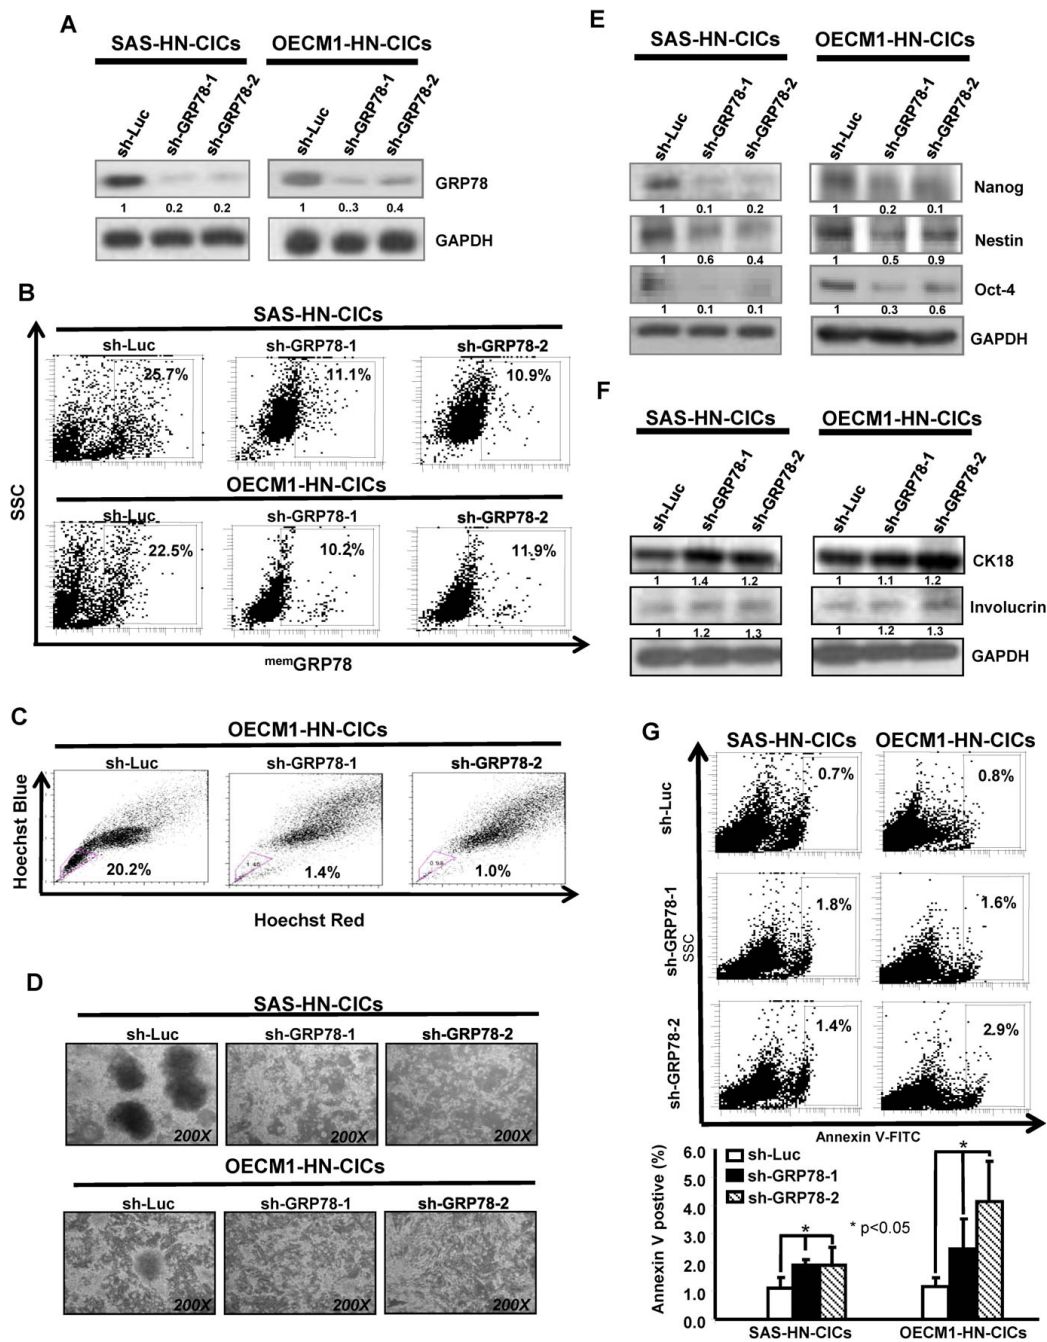 A
SAS-HN-CICs OECM1-HN-CICs
sh-Luc sh-GRP78-1 sh-GRP78-2 sh-Luc sh-GRP78-1 sh-GRP78-2
GRP78
1 0.2 0.2 1 0..3 0.4
GAPDH
B
SAS-HN-CICs
sh-Luc sh-GRP78-1 sh-GRP78-2
25.7% 11.1% 10.9%
OECM1-HN-CICs
sh-Luc sh-GRP78-1 sh-GRP78-2
22.5% 10.2% 11.9%
SSC
memGRP78
C
OECM1-HN-CICs
sh-Luc sh-GRP78-1 sh-GRP78-2
Hoechst Blue
1.40 0.98
20.2% 1.4% 1.0%
Hoechst Red
D
SAS-HN-CICs
sh-Luc sh-GRP78-1 sh-GRP78-2
200X 200X 200X
OECM1-HN-CICs
sh-Luc sh-GRP78-1 sh-GRP78-2
200X 200X 200X
E
SAS-HN-CICs OECM1-HN-CICs
sh-Luc sh-GRP78-1 sh-GRP78-2 sh-Luc sh-GRP78-1 sh-GRP78-2
Nanog
1 0.1 0.2 1 0.2 0.1
Nestin
1 0.6 0.4 1 0.5 0.9
Oct-4
1 0.1 0.1 1 0.3 0.6
GAPDH
F
SAS-HN-CICs OECM1-HN-CICs
sh-Luc sh-GRP78-1 sh-GRP78-2 sh-Luc sh-GRP78-1 sh-GRP78-2
CK18
1 1.4 1.2 1 1.1 1.2
Involucrin
1 1.2 1.3 1 1.2 1.3
GAPDH
G
SAS-HN-CICs OECM1-HN-CICs
sh-Luc
0.7% 0.8%
sh-GRP78-1
SSC
1.8% 1.6%
sh-GRP78-2
1.4% 2.9%
Annexin V-FITC
Annexin V postive (%)
6.0
5.0
4.0
3.0
2.0
1.0
0.0
sh-Luc
sh-GRP78-1
sh-GRP78-2
* *
* p<0.05
SAS-HN-CICs OECM1-HN-CICs